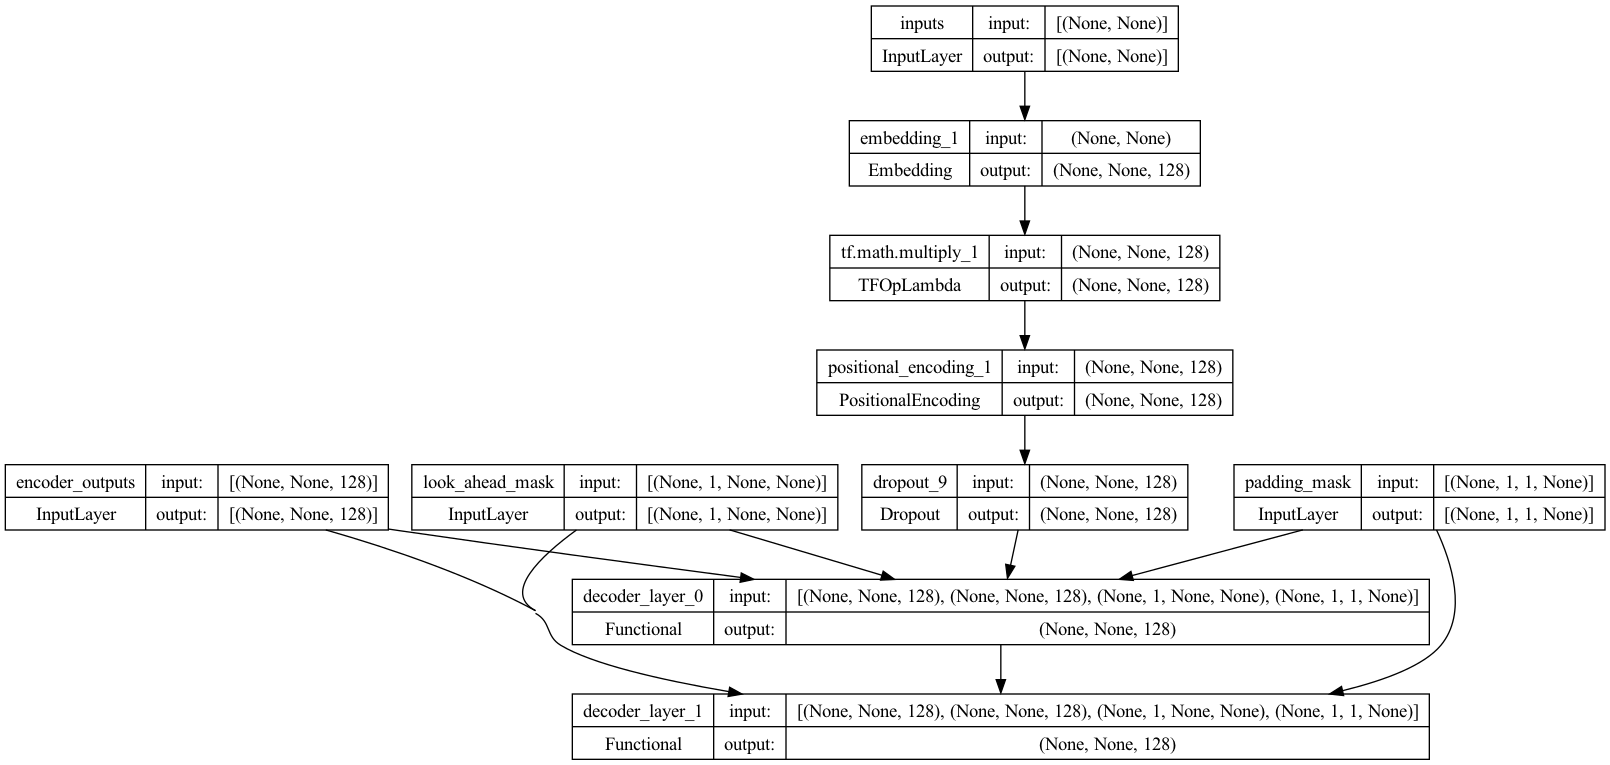 inputs input: [(None, None)]
InputLayer output: [(None, None)]
embedding_1 input: (None, None)
Embedding output: (None, None, 128)
tf.math.multiply_1 input: (None, None, 128)
TFOpLambda output: (None, None, 128)
positional_encoding_1 input: (None, None, 128)
PositionalEncoding output: (None, None, 128)
encoder_outputs input: [(None, None, 128)]
InputLayer output: [(None, None, 128)]
look_ahead_mask input: [(None, 1, None, None)]
InputLayer output: [(None, 1, None, None)]
dropout_9 input: (None, None, 128)
Dropout output: (None, None, 128)
padding_mask input: [(None, 1, 1, None)]
InputLayer output: [(None, 1, 1, None)]
decoder_layer_0 input: [(None, None, 128), (None, None, 128), (None, 1, None, None), (None, 1, 1, None)]
Functional output: (None, None, 128)
decoder_layer_1 input: [(None, None, 128), (None, None, 128), (None, 1, None, None), (None, 1, 1, None)]
Functional output: (None, None, 128)